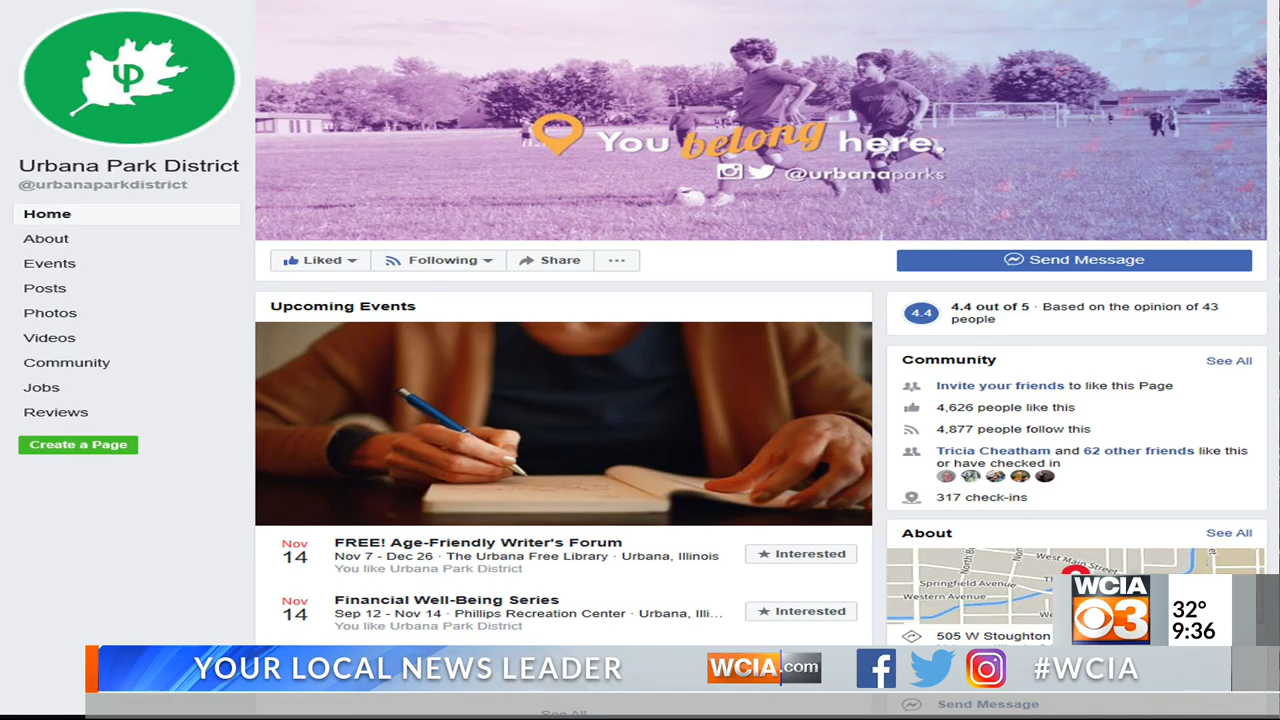 UP
Urbana Park District
@urbanaparkdistrict
Home
About
Events
Posts
Photos
Videos
Community
Jobs
Reviews
Create a Page
You belong here.
@urbanaparks
Liked
Following
Share
...
Send Message
Upcoming Events
Nov
14
FREE! Age-Friendly Writer's Forum
Nov 7 - Dec 26 · The Urbana Free Library · Urbana, Illinois
You like Urbana Park District
★ Interested
Nov
14
Financial Well-Being Series
Sep 12 - Nov 14 · Phillips Recreation Center · Urbana, Illi...
You like Urbana Park District
★ Interested
See All
4.4
4.4 out of 5 · Based on the opinion of 43
people
Community
See All
Invite your friends to like this Page
4,626 people like this
4,877 people follow this
Tricia Cheatham and 62 other friends like this
or have checked in
317 check-ins
About
See All
West Main Street
Springfield Avenue
Western Avenue
505 W Stoughton
Send Message
WCIA
3
32°
9:36
YOUR LOCAL NEWS LEADER
WCIA.com
#WCIA